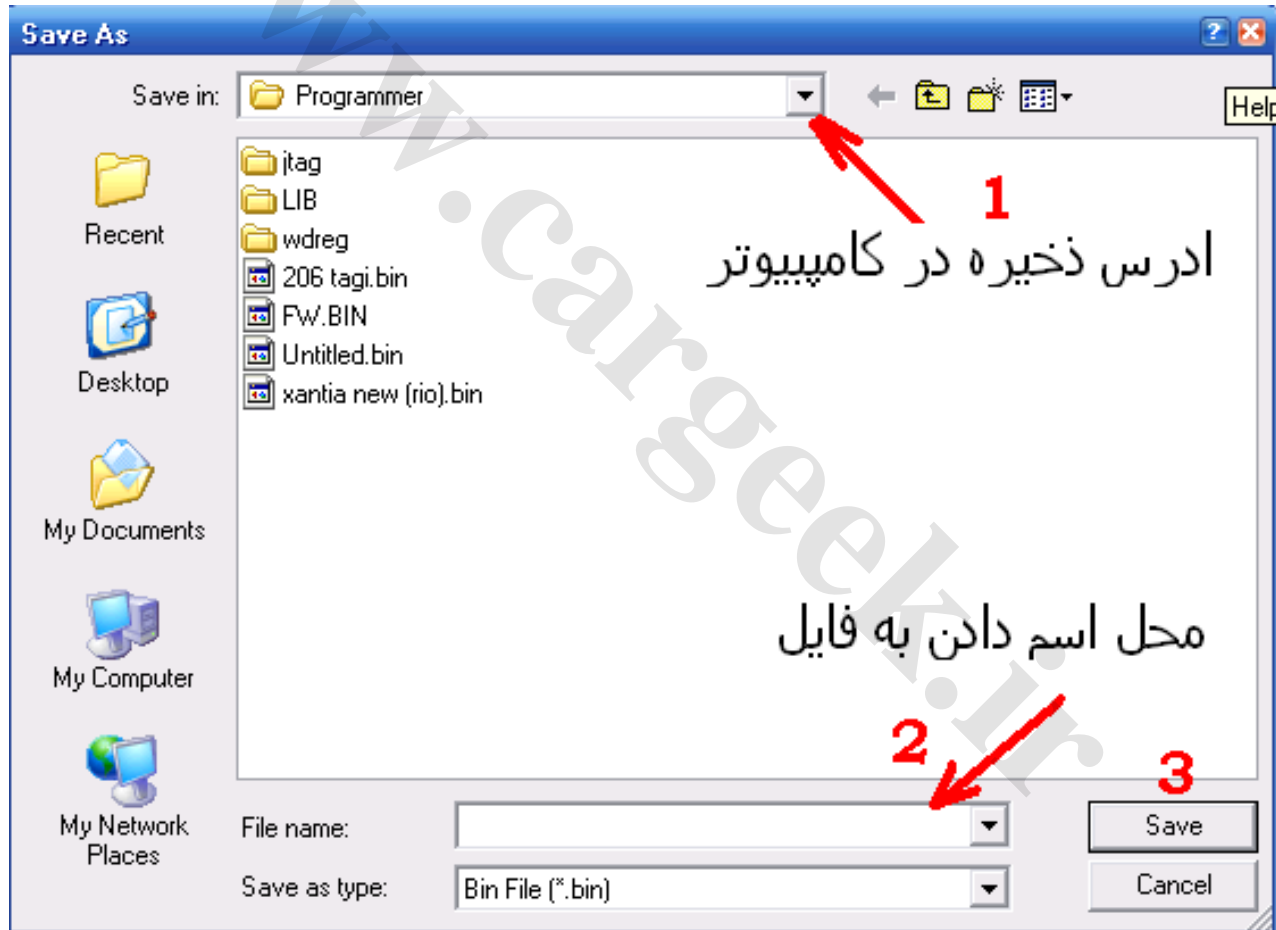 Save As
Save in: Programmer
Help
jtag
LIB
wdreg
206 tagi.bin
FW.BIN
Untitled.bin
xantia new (rio).bin
Recent
Desktop
My Documents
My Computer
My Network
Places
1
ادرس ذخیره در کامپییوتر
محل اسم دادن به فایل
2
3
File name:
Save
Save as type: Bin File (*.bin)
Cancel
www.cargeek.ir